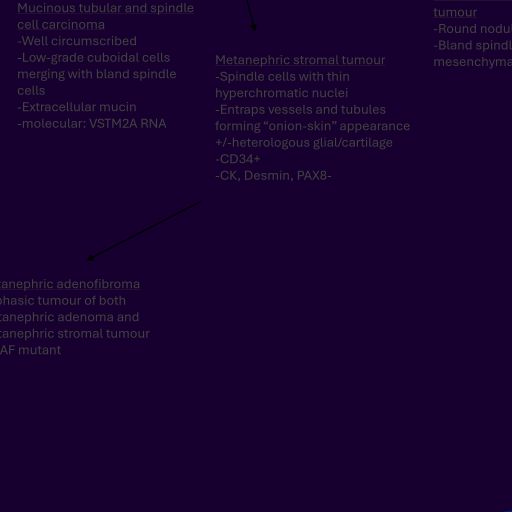 Mucinous tubular and spindle
cell carcinoma
-Well circumscribed
-Low-grade cuboidal cells
merging with bland spindle
cells
-Extracellular mucin
-molecular: VSTM2A RNA
Metanephric stromal tumour
-Spindle cells with thin
hyperchromatic nuclei
-Entraps vessels and tubules
forming “onion-skin” appearance
+/-heterologous glial/cartilage
-CD34+
-CK, Desmin, PAX8-
tumour
-Round nodu
-Bland spindl
mesenchyma
tanephric adenofibroma
phasic tumour of both
tanephric adenoma and
tanephric stromal tumour
AF mutant